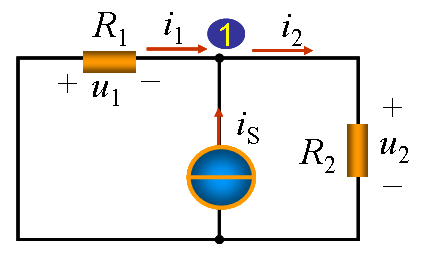 R1 i1 1 i2
+ u1 −
iS
R2
+
u2
−